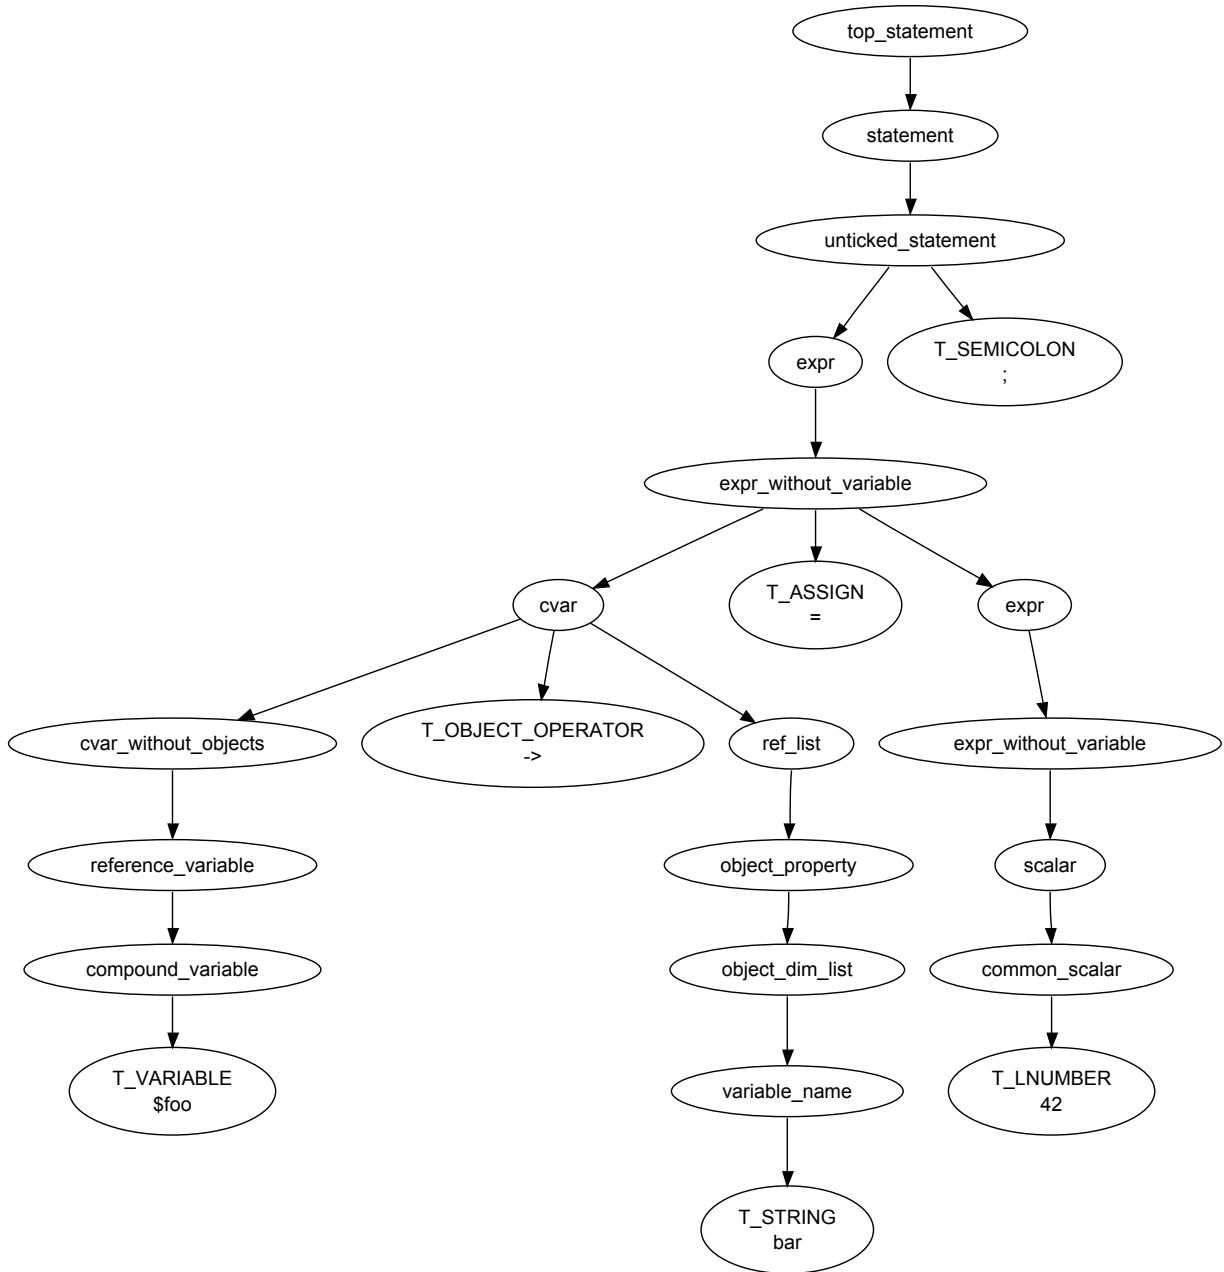 top_statement
statement
unticked_statement
expr
T_SEMICOLON
;
expr_without_variable
cvar
T_ASSIGN
=
expr
cvar_without_objects
T_OBJECT_OPERATOR
->
ref_list
expr_without_variable
reference_variable
object_property
scalar
compound_variable
object_dim_list
common_scalar
T_VARIABLE
$foo
variable_name
T_LNUMBER
42
T_STRING
bar